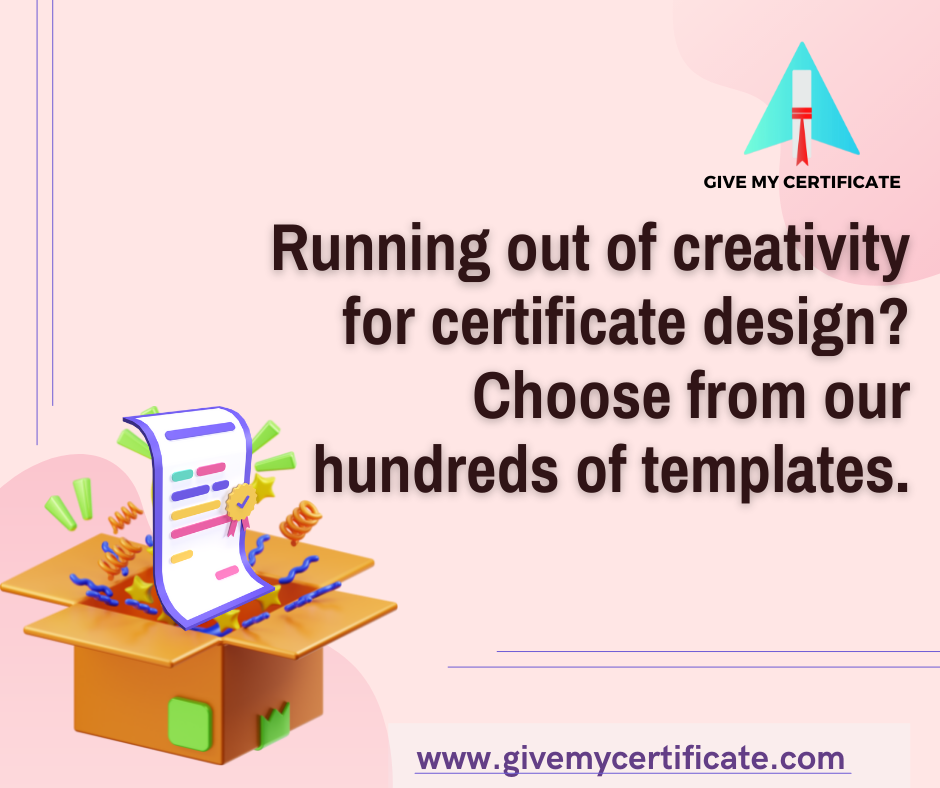 GIVE MY CERTIFICATE
Running out of creativity
for certificate design?
Choose from our
hundreds of templates.
www.givemycertificate.com